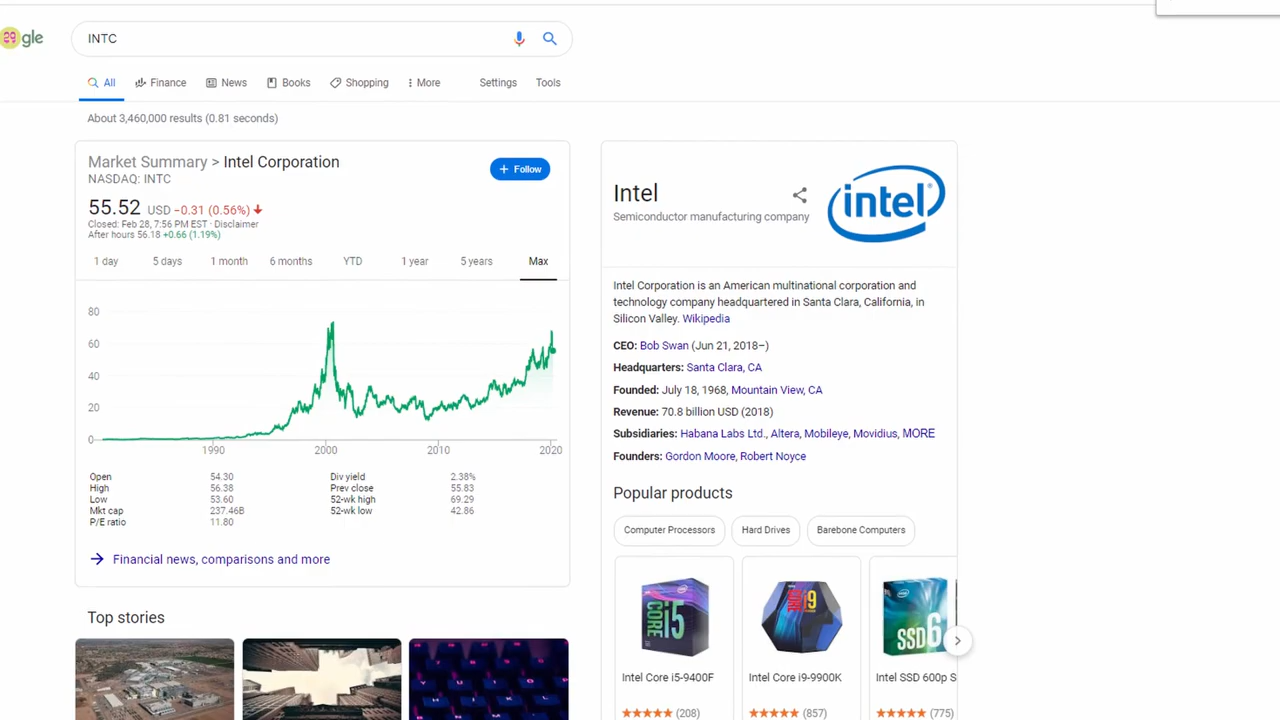 29 gle
INTC
All Finance News Books Shopping More Settings Tools
About 3,460,000 results (0.81 seconds)
Market Summary > Intel Corporation
NASDAQ: INTC
+ Follow
55.52 USD −0.31 (0.56%)
Closed: Feb 28, 7:56 PM EST · Disclaimer
After hours 56.18 +0.66 (1.19%)
1 day 5 days 1 month 6 months YTD 1 year 5 years Max
80
60
40
20
0
1990 2000 2010 2020
Open 54.30 Div yield 2.38%
High 56.38 Prev close 55.83
Low 53.60 52-wk high 69.29
Mkt cap 237.46B 52-wk low 42.86
P/E ratio 11.80
Financial news, comparisons and more
Top stories
Intel
Semiconductor manufacturing company
intel®
Intel Corporation is an American multinational corporation and
technology company headquartered in Santa Clara, California, in
Silicon Valley. Wikipedia
CEO: Bob Swan (Jun 21, 2018–)
Headquarters: Santa Clara, CA
Founded: July 18, 1968, Mountain View, CA
Revenue: 70.8 billion USD (2018)
Subsidiaries: Habana Labs Ltd., Altera, Mobileye, Movidius, MORE
Founders: Gordon Moore, Robert Noyce
Popular products
Computer Processors Hard Drives Barebone Computers
CORE i5
CORE i9
intel
SSD6
Intel Core i5-9400F Intel Core i9-9900K Intel SSD 600p S
(208) (857) (775)